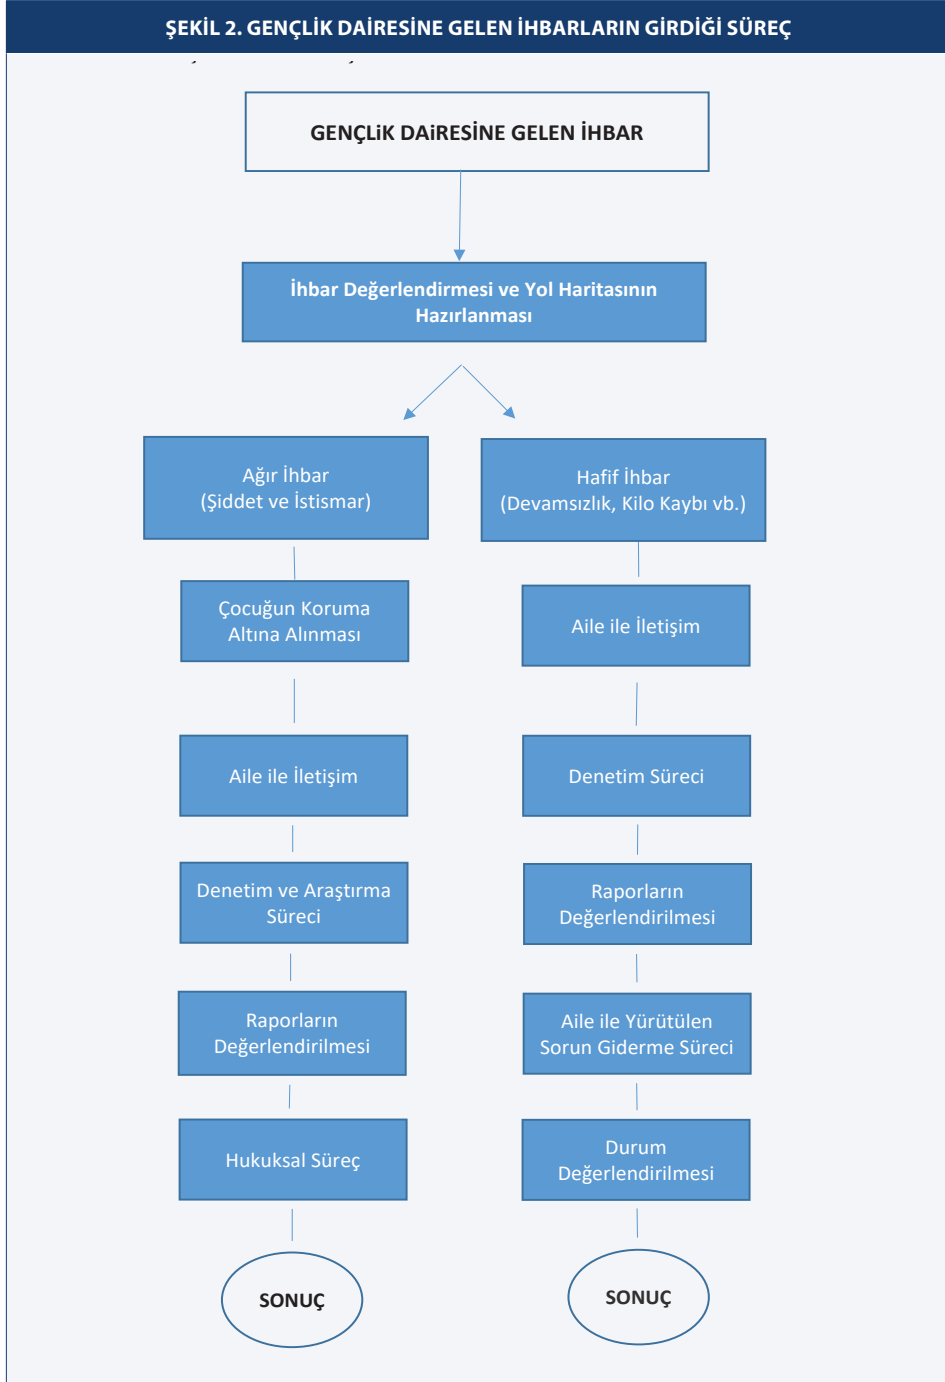 ŞEKİL 2. GENÇLİK DAİRESİNE GELEN İHBARLARIN GİRDİĞİ SÜREÇ
GENÇLiK DAiRESİNE GELEN İHBAR
İhbar Değerlendirmesi ve Yol Haritasının
Hazırlanması
Ağır İhbar
(Şiddet ve İstismar)
Çocuğun Koruma
Altına Alınması
Aile ile İletişim
Denetim ve Araştırma
Süreci
Raporların
Değerlendirilmesi
Hukuksal Süreç
SONUÇ
Hafif İhbar
(Devamsızlık, Kilo Kaybı vb.)
Aile ile İletişim
Denetim Süreci
Raporların
Değerlendirilmesi
Aile ile Yürütülen
Sorun Giderme Süreci
Durum
Değerlendirilmesi
SONUÇ